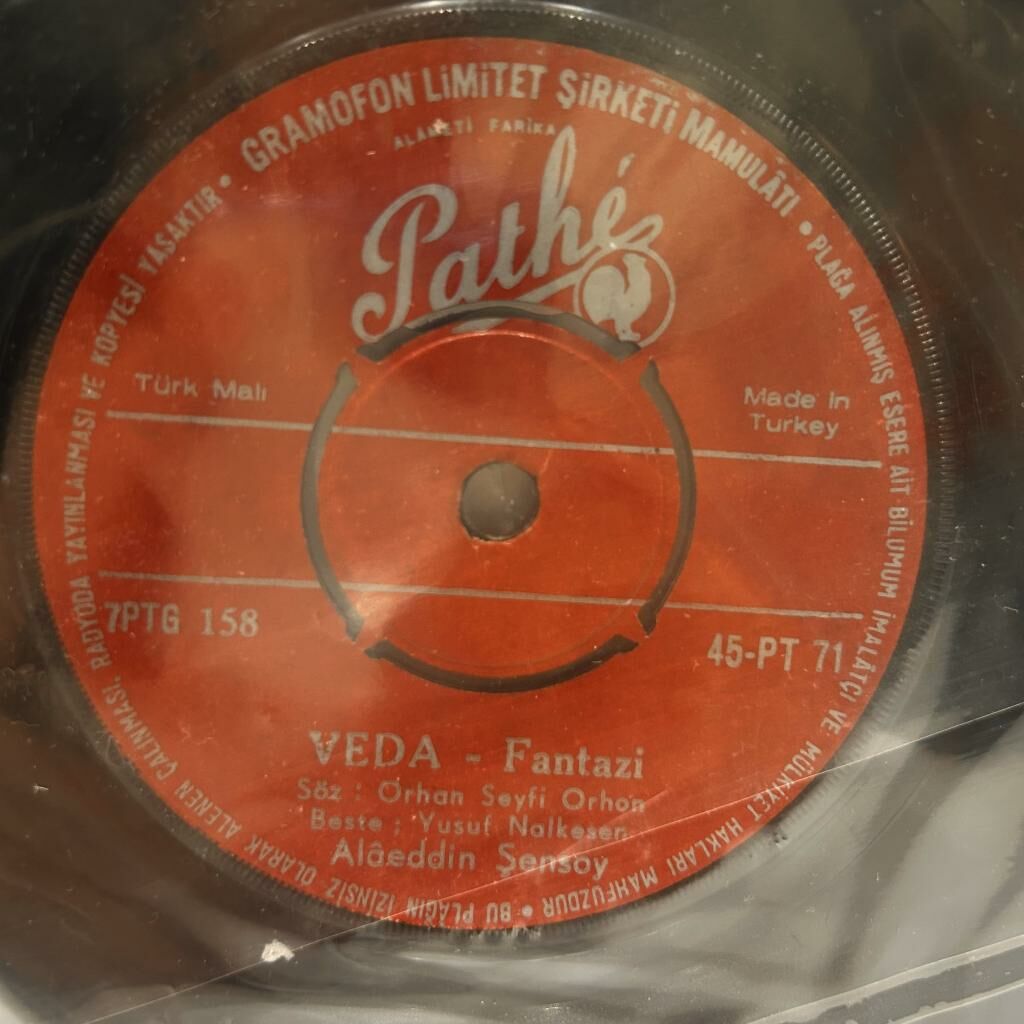 GRAMOFON LİMİTET ŞİRKETİ MAMULÂTI • PLAĞA ALINMIŞ ESERE AİT BİLUMUM İMALÂTÇI VE MÜLKİYET HAKLARI MAHFUZDUR • BU PLAĞIN İZİNSİZ OLARAK ALENEN ÇALINMASI, RADYODA YAYINLANMASI VE KOPYESİ YASAKTIR •
ALAMETİ FARİKA
Pathé
Türk Malı
Made in Turkey
7PTG 158
45-PT 71
VEDA - Fantazi
Söz : Orhan Seyfi Orhon
Beste : Yusuf Nalkesen
Alâeddin Şensoy